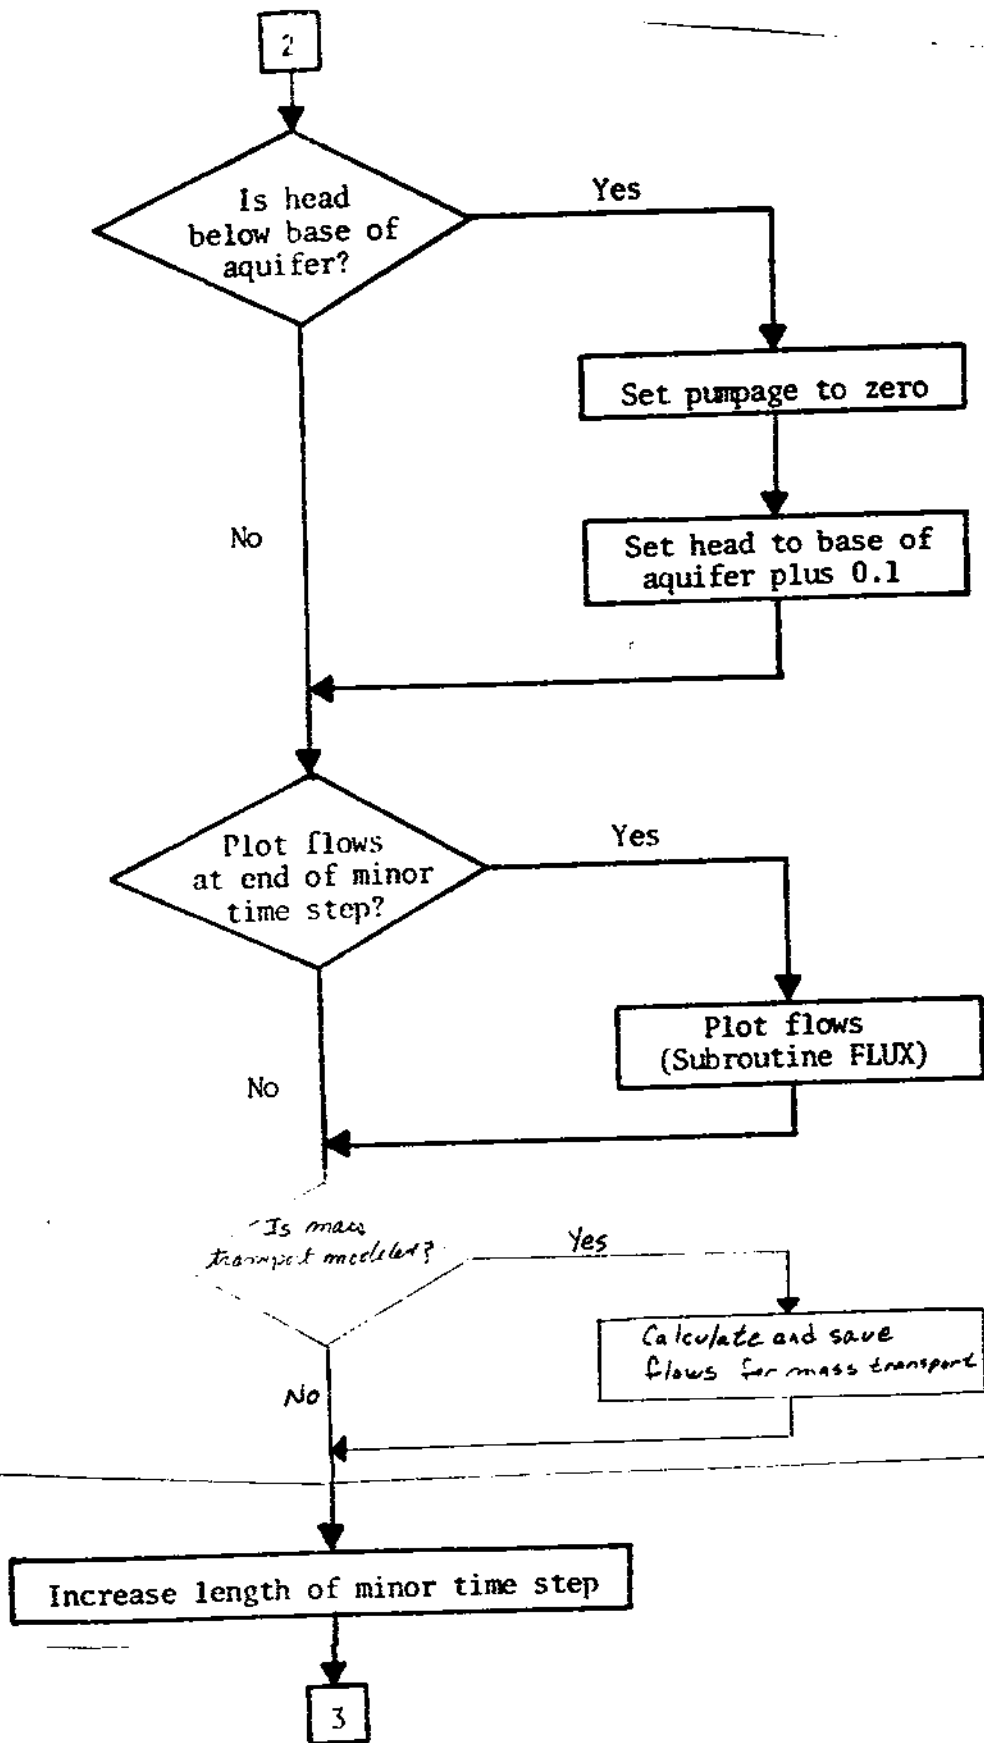 2
Is head
below base of
aquifer?
Yes
Set pumpage to zero
No
Set head to base of
aquifer plus 0.1
Plot flows
at end of minor
time step?
Yes
Plot flows
(Subroutine FLUX)
No
Is mass
transport modeled?
Yes
Calculate and save
flows for mass transport
No
Increase length of minor time step
3